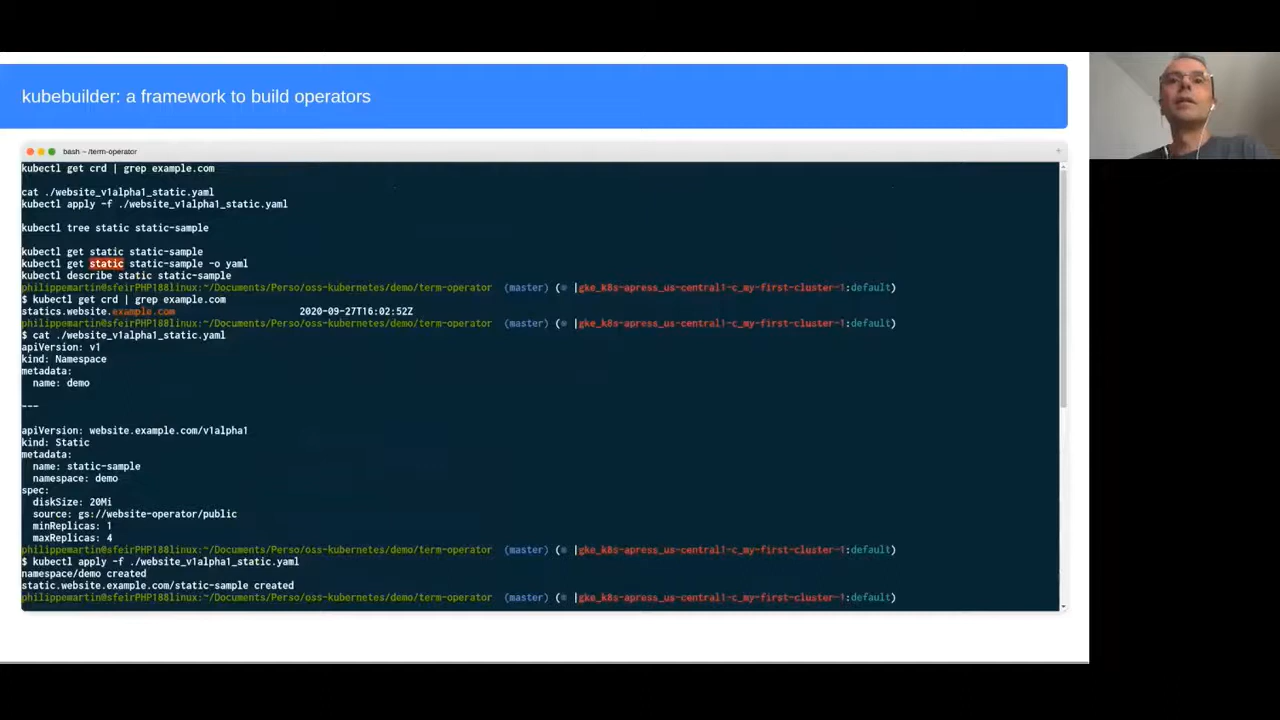 kubebuilder: a framework to build operators
bash – /term-operator
kubectl get crd | grep example.com
cat ./website_v1alpha1_static.yaml
kubectl apply -f ./website_v1alpha1_static.yaml
kubectl tree static static-sample
kubectl get static static-sample
kubectl get static static-sample -o yaml
kubectl describe static static-sample
philippemartin@sfeirPHP188linux:~/Documents/Perso/oss-kubernetes/demo/term-operator (master) (⎈ |gke_k8s-apress_us-central1-c_my-first-cluster-1:default)
$ kubectl get crd | grep example.com
statics.website.example.com 2020-09-27T16:02:52Z
philippemartin@sfeirPHP188linux:~/Documents/Perso/oss-kubernetes/demo/term-operator (master) (⎈ |gke_k8s-apress_us-central1-c_my-first-cluster-1:default)
$ cat ./website_v1alpha1_static.yaml
apiVersion: v1
kind: Namespace
metadata:
  name: demo
---
apiVersion: website.example.com/v1alpha1
kind: Static
metadata:
  name: static-sample
  namespace: demo
spec:
  diskSize: 20Mi
  source: gs://website-operator/public
  minReplicas: 1
  maxReplicas: 4
philippemartin@sfeirPHP188linux:~/Documents/Perso/oss-kubernetes/demo/term-operator (master) (⎈ |gke_k8s-apress_us-central1-c_my-first-cluster-1:default)
$ kubectl apply -f ./website_v1alpha1_static.yaml
namespace/demo created
static.website.example.com/static-sample created
philippemartin@sfeirPHP188linux:~/Documents/Perso/oss-kubernetes/demo/term-operator (master) (⎈ |gke_k8s-apress_us-central1-c_my-first-cluster-1:default)